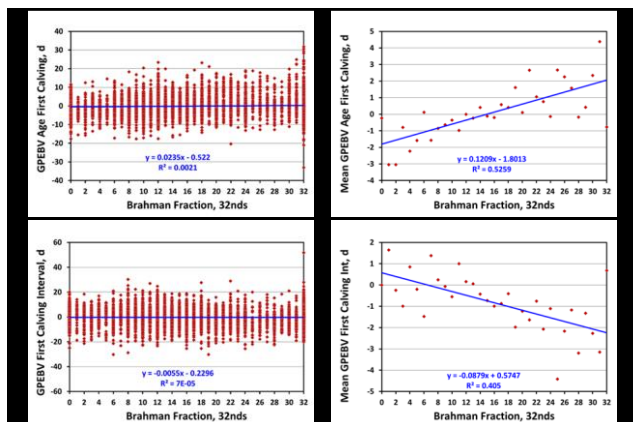 GPEBV Age First Calving, d
40
30
20
10
0
-10
-20
-30
-40
y = 0.0235x - 0.522
R² = 0.0021
0 2 4 6 8 10 12 14 16 18 20 22 24 26 28 30 32
Brahman Fraction, 32nds
Mean GPEBV Age First Calving, d
5
4
3
2
1
0
-1
-2
-3
-4
y = 0.1209x - 1.8013
R² = 0.5259
0 2 4 6 8 10 12 14 16 18 20 22 24 26 28 30 32
Brahman Fraction, 32nds
GPEBV First Calving Interval, d
60
40
20
0
-20
-40
-60
y = -0.0055x - 0.2296
R² = 7E-05
0 2 4 6 8 10 12 14 16 18 20 22 24 26 28 30 32
Brahman Fraction, 32nds
Mean GPEBV First Calving Int, d
2
1
0
-1
-2
-3
-4
-5
y = -0.0879x + 0.5747
R² = 0.405
0 2 4 6 8 10 12 14 16 18 20 22 24 26 28 30 32
Brahman Fraction, 32nds